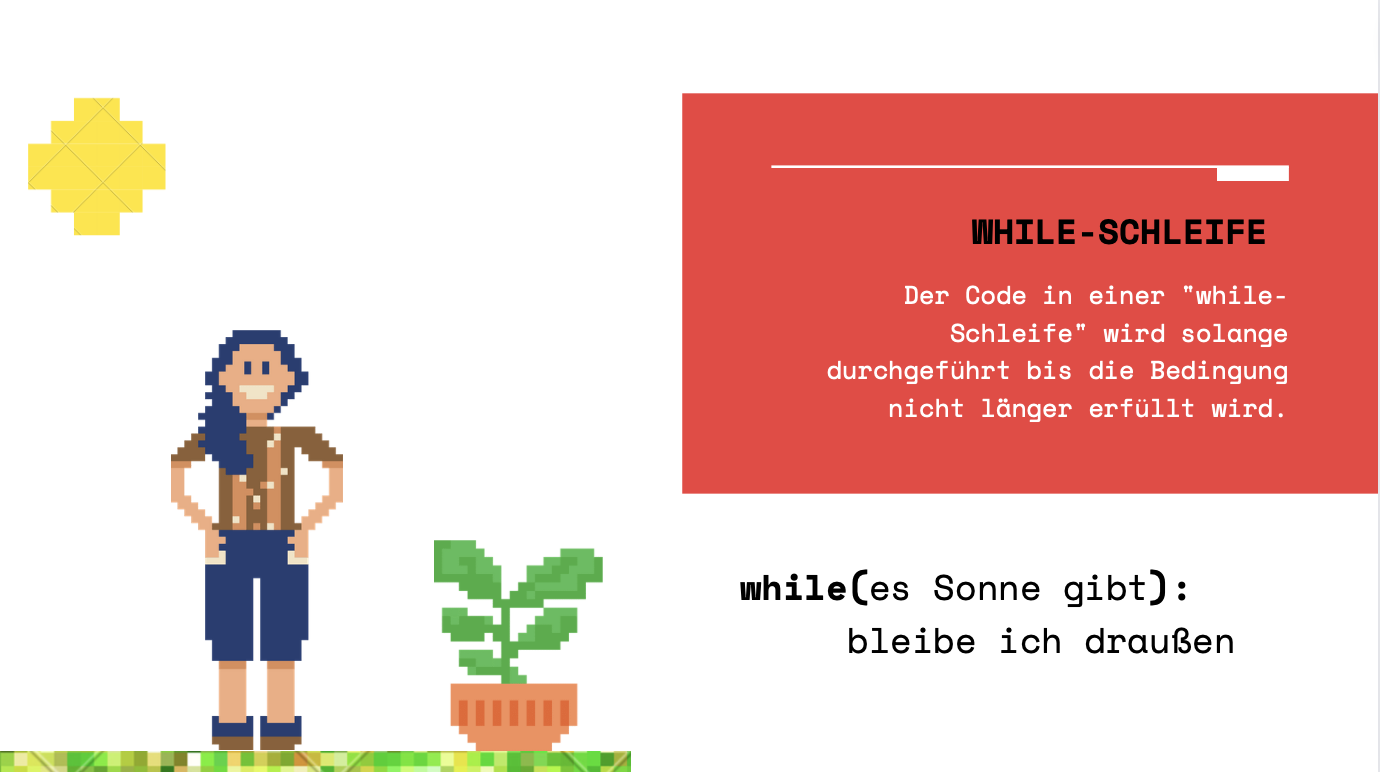 WHILE-SCHLEIFE
Der Code in einer "while-
Schleife" wird solange
durchgeführt bis die Bedingung
nicht länger erfüllt wird.
while(es Sonne gibt):
bleibe ich draußen